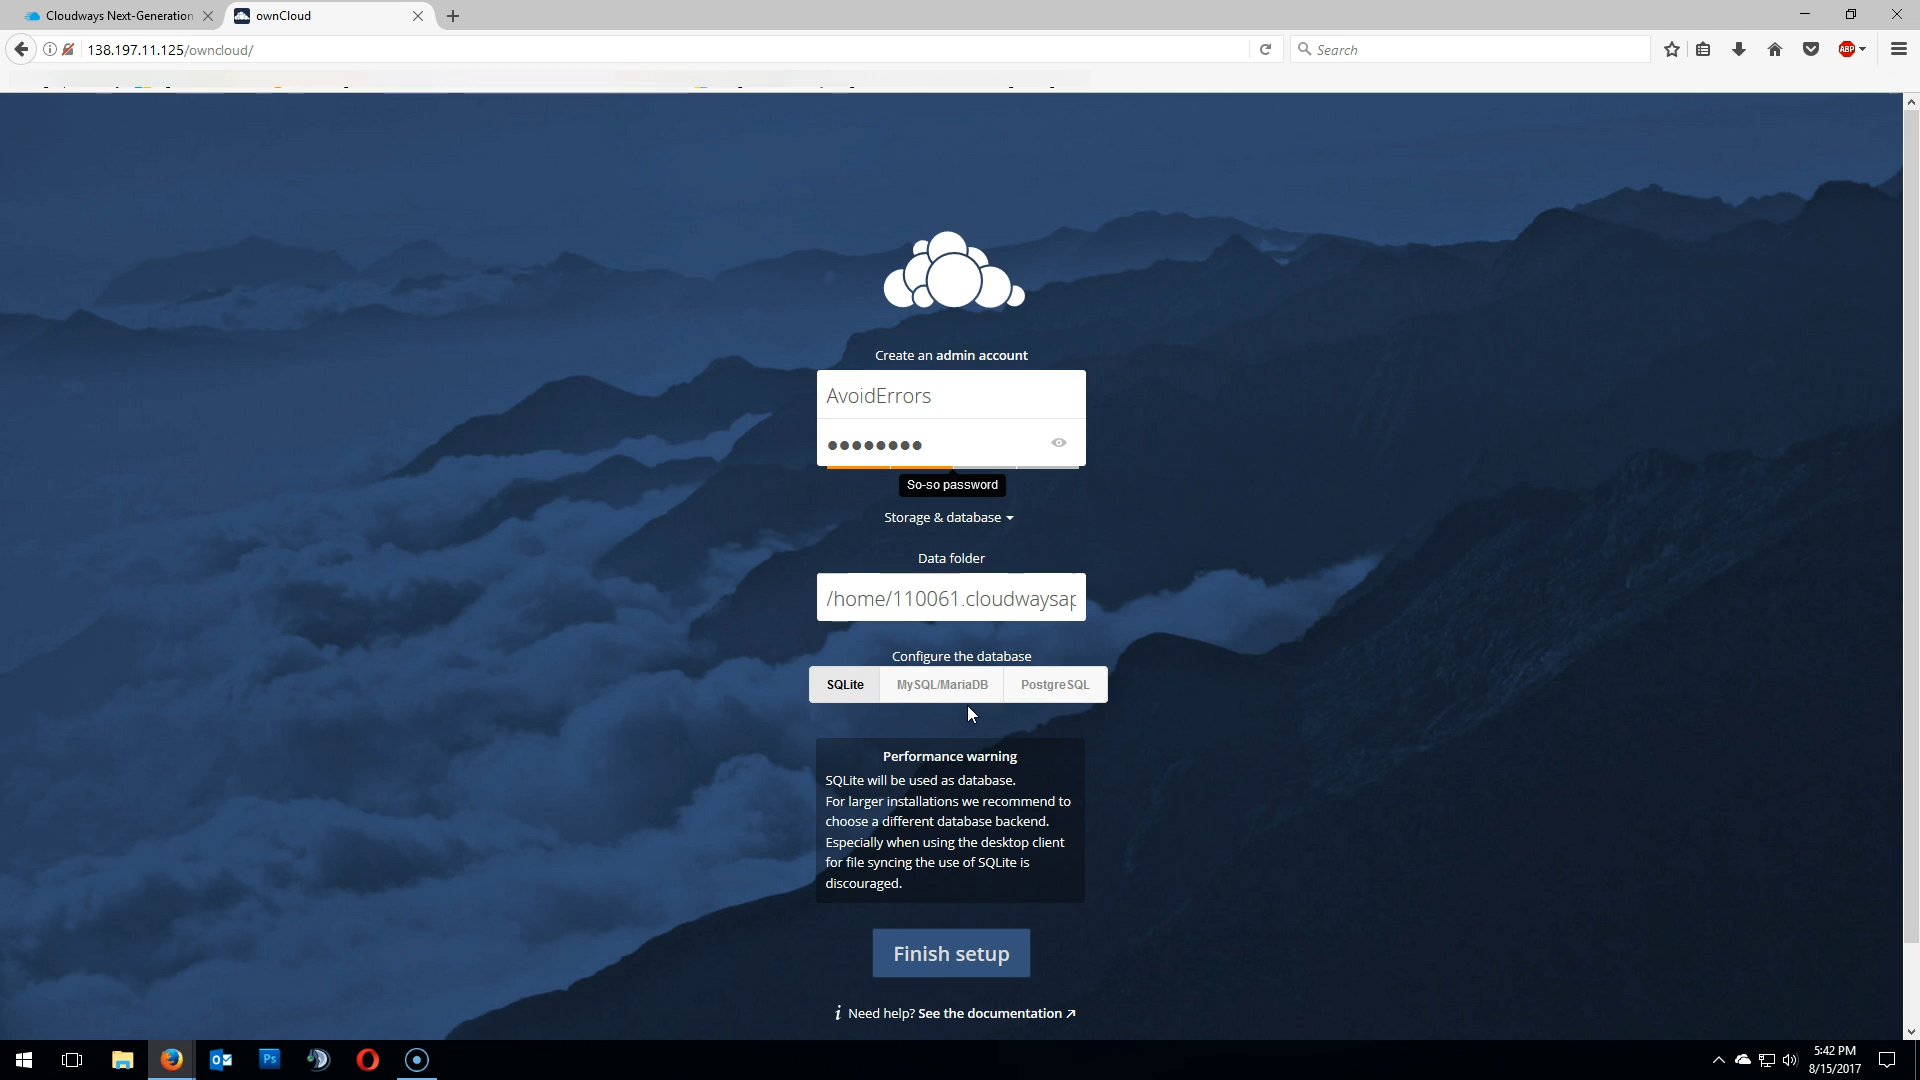 Cloudways Next-Generation
ownCloud
138.197.11.125/owncloud/
Search
ABP
Create an admin account
AvoidErrors
So-so password
Storage & database
Data folder
/home/110061.cloudwaysap
Configure the database
SQLite MySQL/MariaDB PostgreSQL
Performance warning
SQLite will be used as database.
For larger installations we recommend to
choose a different database backend.
Especially when using the desktop client
for file syncing the use of SQLite is
discouraged.
Finish setup
i Need help? See the documentation ↗
Ps
5:42 PM
8/15/2017